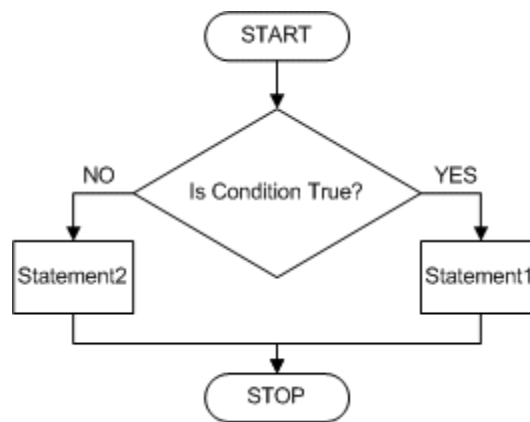 START
Is Condition True?
NO
YES
Statement2
Statement1
STOP